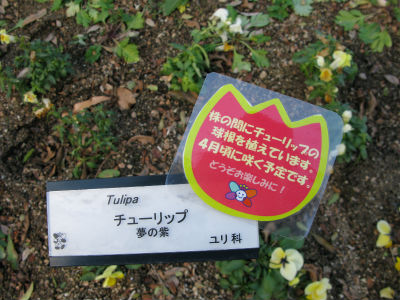 株の間にチューリップの
球根を植えています。
4月頃に咲く予定です。
どうぞお楽しみに!
Tulipa
チューリップ
夢の紫
ユリ科